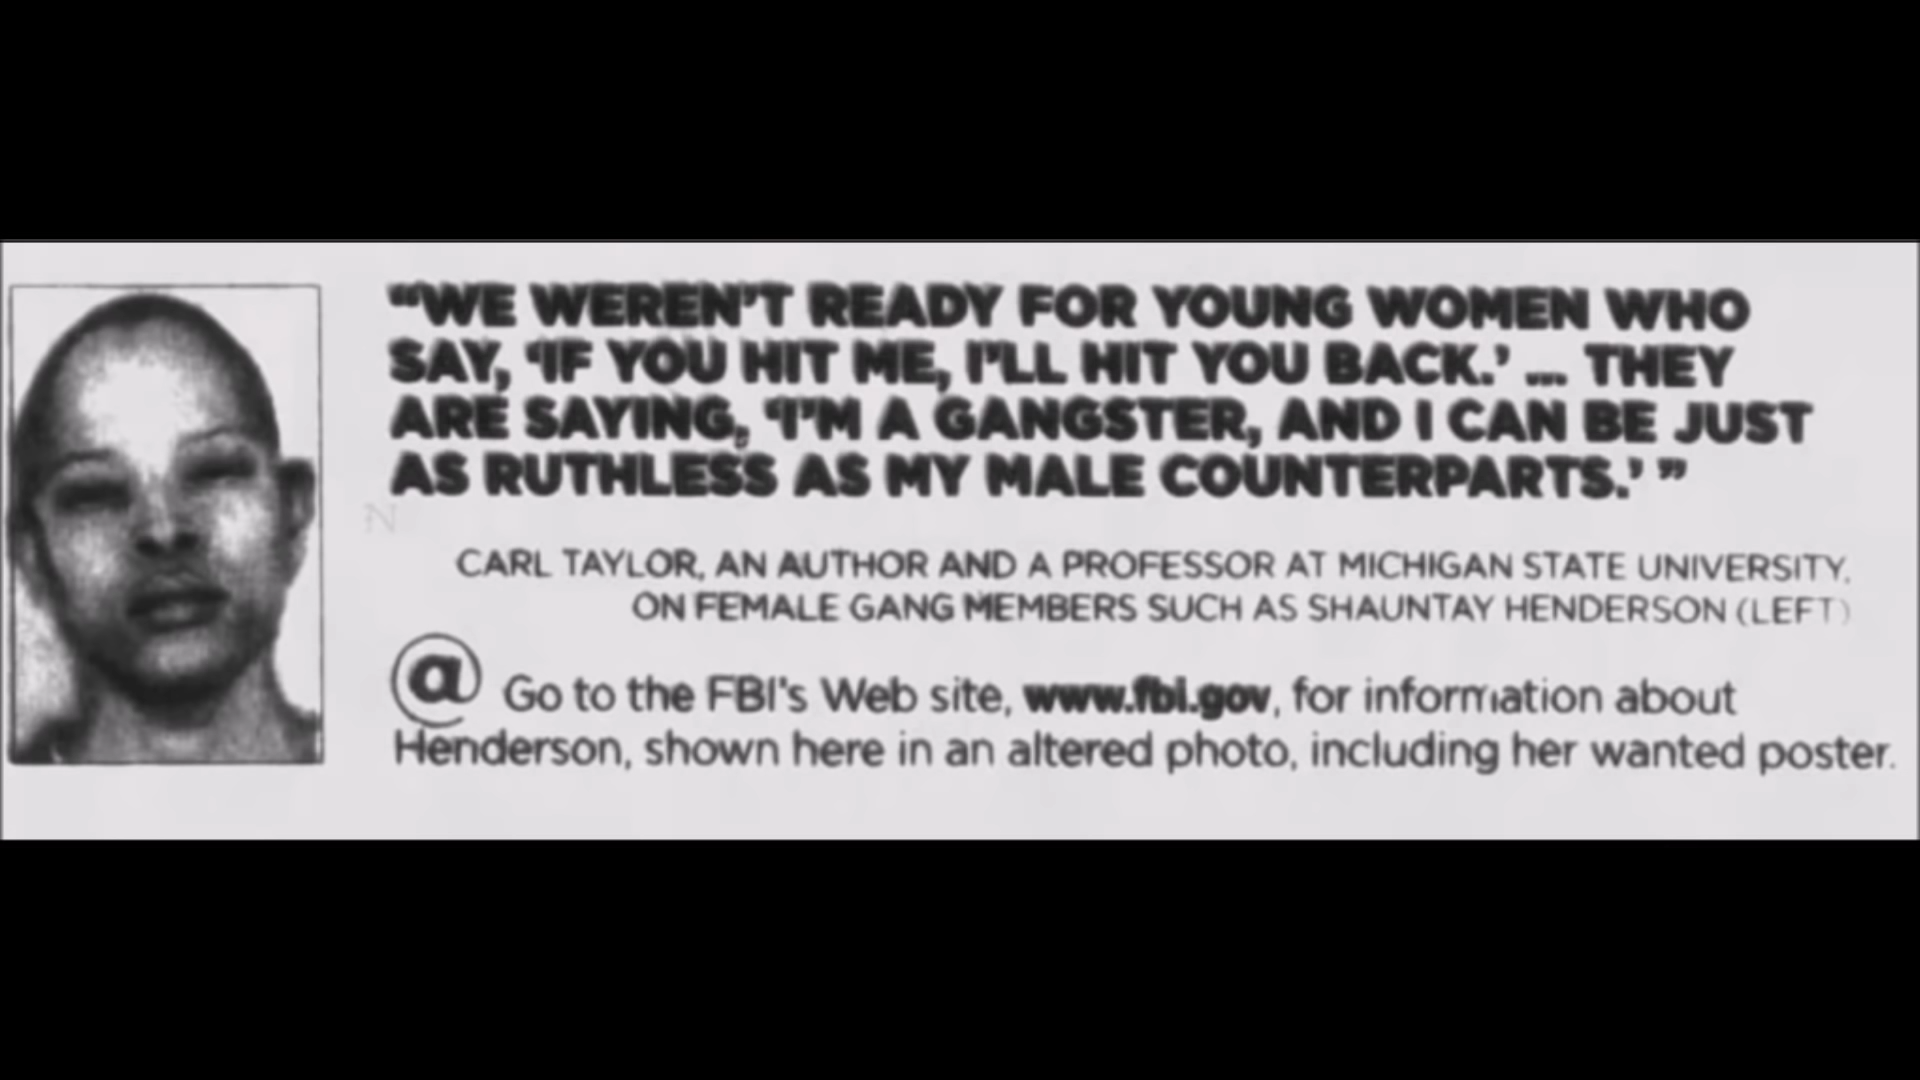 “WE WEREN’T READY FOR YOUNG WOMEN WHO
SAY, ‘IF YOU HIT ME, I’LL HIT YOU BACK.’ ... THEY
ARE SAYING, ‘I’M A GANGSTER, AND I CAN BE JUST
AS RUTHLESS AS MY MALE COUNTERPARTS.’ ”
CARL TAYLOR, AN AUTHOR AND A PROFESSOR AT MICHIGAN STATE UNIVERSITY,
ON FEMALE GANG MEMBERS SUCH AS SHAUNTAY HENDERSON (LEFT)
@ Go to the FBI's Web site, www.fbi.gov, for information about
Henderson, shown here in an altered photo, including her wanted poster.